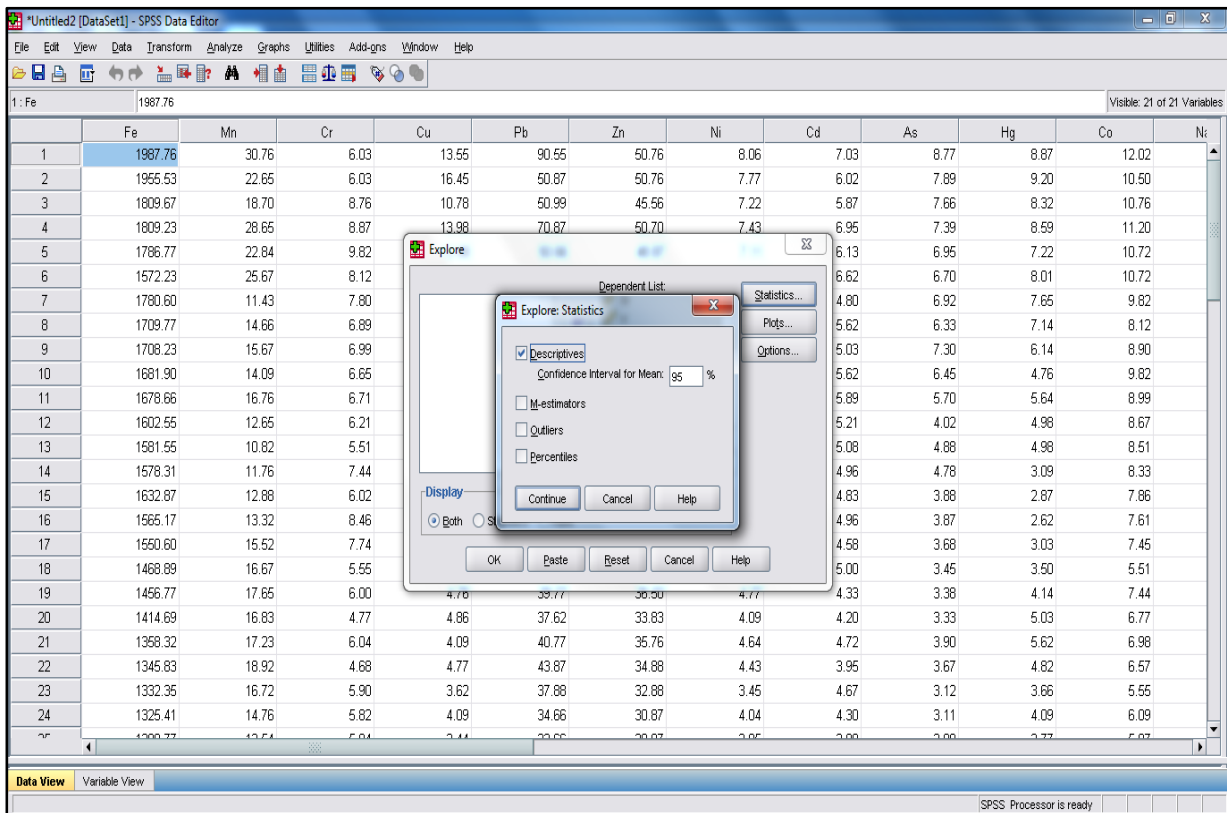 *Untitled2 [DataSet1] - SPSS Data Editor
File Edit View Data Transform Analyze Graphs Utilities Add-ons Window Help
1 : Fe 1987.76 Visible: 21 of 21 Variables
Fe Mn Cr Cu Pb Zn Ni Cd As Hg Co
1 1987.76 30.76 6.03 13.55 90.55 50.76 8.06 7.03 8.77 8.87 12.02
2 1955.53 22.65 6.03 16.45 50.87 50.76 7.77 6.02 7.89 9.20 10.50
3 1809.67 18.70 8.76 10.78 50.99 45.56 7.22 5.87 7.66 8.32 10.76
4 1809.23 28.65 8.87 13.98 70.87 50.70 7.43 6.95 7.39 8.59 11.20
5 1786.77 22.84 9.82 6.13 6.95 7.22 10.72
6 1572.23 25.67 8.12 6.62 6.70 8.01 10.72
7 1780.60 11.43 7.80 4.80 6.92 7.65 9.82
8 1709.77 14.66 6.89 5.62 6.33 7.14 8.12
9 1708.23 15.67 6.99 5.03 7.30 6.14 8.90
10 1681.90 14.09 6.65 5.62 6.45 4.76 9.82
11 1678.66 16.76 6.71 5.89 5.70 5.64 8.99
12 1602.55 12.65 6.21 5.21 4.02 4.98 8.67
13 1581.55 10.82 5.51 5.08 4.88 4.98 8.51
14 1578.31 11.76 7.44 4.96 4.78 3.09 8.33
15 1632.87 12.88 6.02 4.83 3.88 2.87 7.86
16 1565.17 13.32 8.46 4.96 3.87 2.62 7.61
17 1550.60 15.52 7.74 4.58 3.68 3.03 7.45
18 1468.89 16.67 5.55 5.00 3.45 3.50 5.51
19 1456.77 17.65 6.00 4.76 39.77 36.50 4.77 4.33 3.38 4.14 7.44
20 1414.69 16.83 4.77 4.86 37.62 33.83 4.09 4.20 3.33 5.03 6.77
21 1358.32 17.23 6.04 4.09 40.77 35.76 4.64 4.72 3.90 5.62 6.98
22 1345.83 18.92 4.68 4.77 43.87 34.88 4.43 3.95 3.67 4.82 6.57
23 1332.35 16.72 5.90 3.62 37.88 32.88 3.45 4.67 3.12 3.66 5.55
24 1325.41 14.76 5.82 4.09 34.66 30.87 4.04 4.30 3.11 4.09 6.09
Explore
Dependent List:
Statistics...
Plots...
Options...
Display
Both
OK Paste Reset Cancel Help
Explore: Statistics
Descriptives
Confidence Interval for Mean: 95 %
M-estimators
Outliers
Percentiles
Continue Cancel Help
Data View Variable View
SPSS Processor is ready